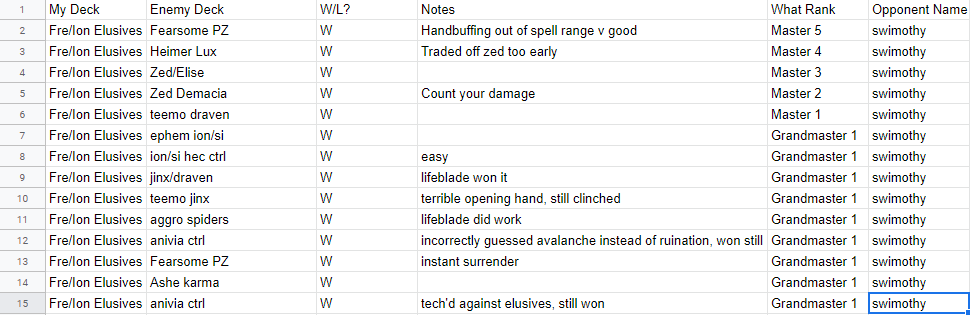 1 My Deck Enemy Deck W/L? Notes What Rank Opponent Name
2 Fre/Ion Elusives Fearsome PZ W Handbuffing out of spell range v good Master 5 swimothy
3 Fre/Ion Elusives Heimer Lux W Traded off zed too early Master 4 swimothy
4 Fre/Ion Elusives Zed/Elise W Master 3 swimothy
5 Fre/Ion Elusives Zed Demacia W Count your damage Master 2 swimothy
6 Fre/Ion Elusives teemo draven W Master 1 swimothy
7 Fre/Ion Elusives ephem ion/si W Grandmaster 1 swimothy
8 Fre/Ion Elusives ion/si hec ctrl W easy Grandmaster 1 swimothy
9 Fre/Ion Elusives jinx/draven W lifeblade won it Grandmaster 1 swimothy
10 Fre/Ion Elusives teemo jinx W terrible opening hand, still clinched Grandmaster 1 swimothy
11 Fre/Ion Elusives aggro spiders W lifeblade did work Grandmaster 1 swimothy
12 Fre/Ion Elusives anivia ctrl W incorrectly guessed avalanche instead of ruination, won still Grandmaster 1 swimothy
13 Fre/Ion Elusives Fearsome PZ W instant surrender Grandmaster 1 swimothy
14 Fre/Ion Elusives Ashe karma W Grandmaster 1 swimothy
15 Fre/Ion Elusives anivia ctrl W tech'd against elusives, still won Grandmaster 1 swimothy